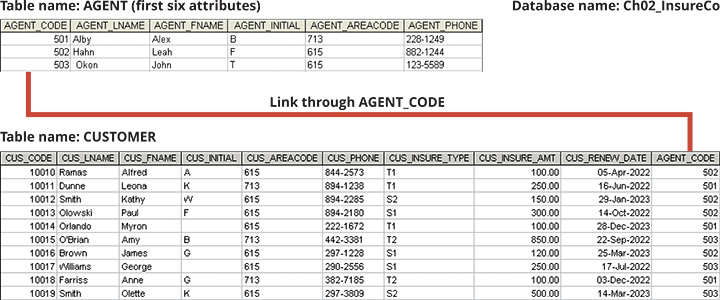 Table name: AGENT (first six attributes) Database name: Ch02_InsureCo
AGENT_CODE AGENT_LNAME AGENT_FNAME AGENT_INITIAL AGENT_AREACODE AGENT_PHONE
501 Alby Alex B 713 228-1249
502 Hahn Leah F 615 882-1244
503 Okon John T 615 123-5589
Link through AGENT_CODE
Table name: CUSTOMER
CUS_CODE CUS_LNAME CUS_FNAME CUS_INITIAL CUS_AREACODE CUS_PHONE CUS_INSURE_TYPE CUS_INSURE_AMT CUS_RENEW_DATE AGENT_CODE
10010 Ramas Alfred A 615 844-2573 T1 100.00 05-Apr-2022 502
10011 Dunne Leona K 713 894-1238 T1 250.00 16-Jun-2022 501
10012 Smith Kathy W 615 894-2285 S2 150.00 29-Jan-2023 502
10013 Olowski Paul F 615 894-2180 S1 300.00 14-Oct-2022 502
10014 Orlando Myron 615 222-1672 T1 100.00 28-Dec-2023 501
10015 O'Brian Amy B 713 442-3381 T2 850.00 22-Sep-2023 503
10016 Brown James G 615 297-1228 S1 120.00 25-Mar-2023 502
10017 Williams George 615 290-2556 S1 250.00 17-Jul-2022 503
10018 Farriss Anne G 713 382-7185 T2 100.00 03-Dec-2022 501
10019 Smith Olette K 615 297-3809 S2 500.00 14-Mar-2023 503